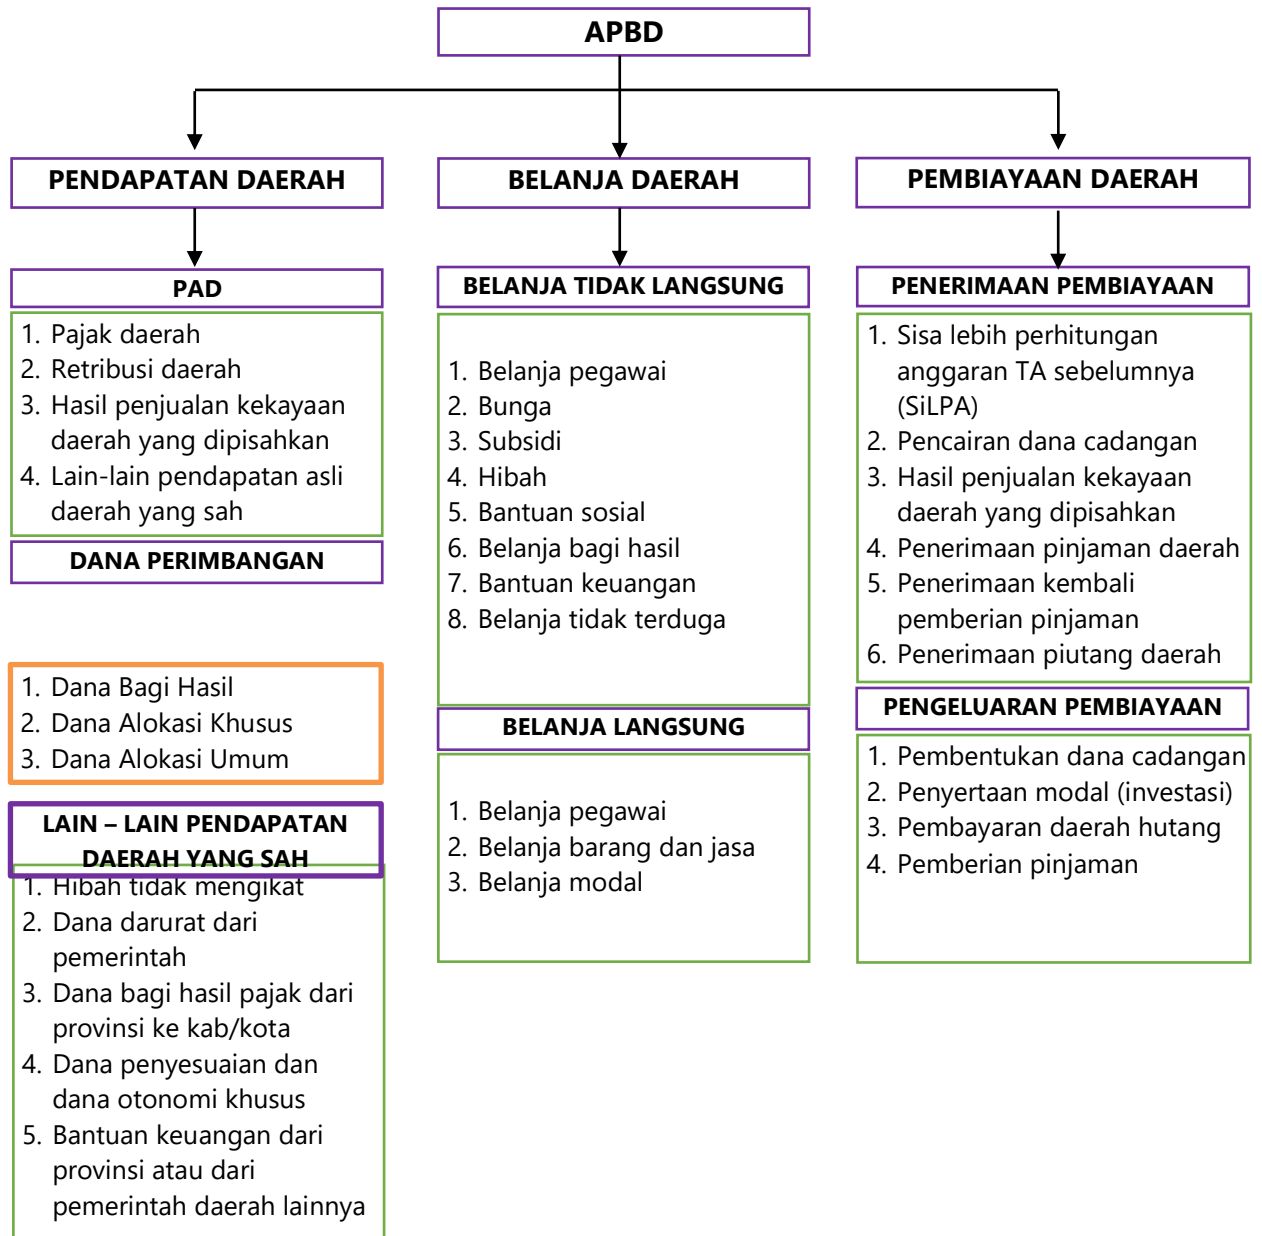 APBD
PENDAPATAN DAERAH
PAD
1. Pajak daerah
2. Retribusi daerah
3. Hasil penjualan kekayaan
daerah yang dipisahkan
4. Lain-lain pendapatan asli
daerah yang sah
DANA PERIMBANGAN
1. Dana Bagi Hasil
2. Dana Alokasi Khusus
3. Dana Alokasi Umum
LAIN – LAIN PENDAPATAN
DAERAH YANG SAH
1. Hibah tidak mengikat
2. Dana darurat dari
pemerintah
3. Dana bagi hasil pajak dari
provinsi ke kab/kota
4. Dana penyesuaian dan
dana otonomi khusus
5. Bantuan keuangan dari
provinsi atau dari
pemerintah daerah lainnya
BELANJA DAERAH
BELANJA TIDAK LANGSUNG
1. Belanja pegawai
2. Bunga
3. Subsidi
4. Hibah
5. Bantuan sosial
6. Belanja bagi hasil
7. Bantuan keuangan
8. Belanja tidak terduga
BELANJA LANGSUNG
1. Belanja pegawai
2. Belanja barang dan jasa
3. Belanja modal
PEMBIAYAAN DAERAH
PENERIMAAN PEMBIAYAAN
1. Sisa lebih perhitungan
anggaran TA sebelumnya
(SiLPA)
2. Pencairan dana cadangan
3. Hasil penjualan kekayaan
daerah yang dipisahkan
4. Penerimaan pinjaman daerah
5. Penerimaan kembali
pemberian pinjaman
6. Penerimaan piutang daerah
PENGELUARAN PEMBIAYAAN
1. Pembentukan dana cadangan
2. Penyertaan modal (investasi)
3. Pembayaran daerah hutang
4. Pemberian pinjaman